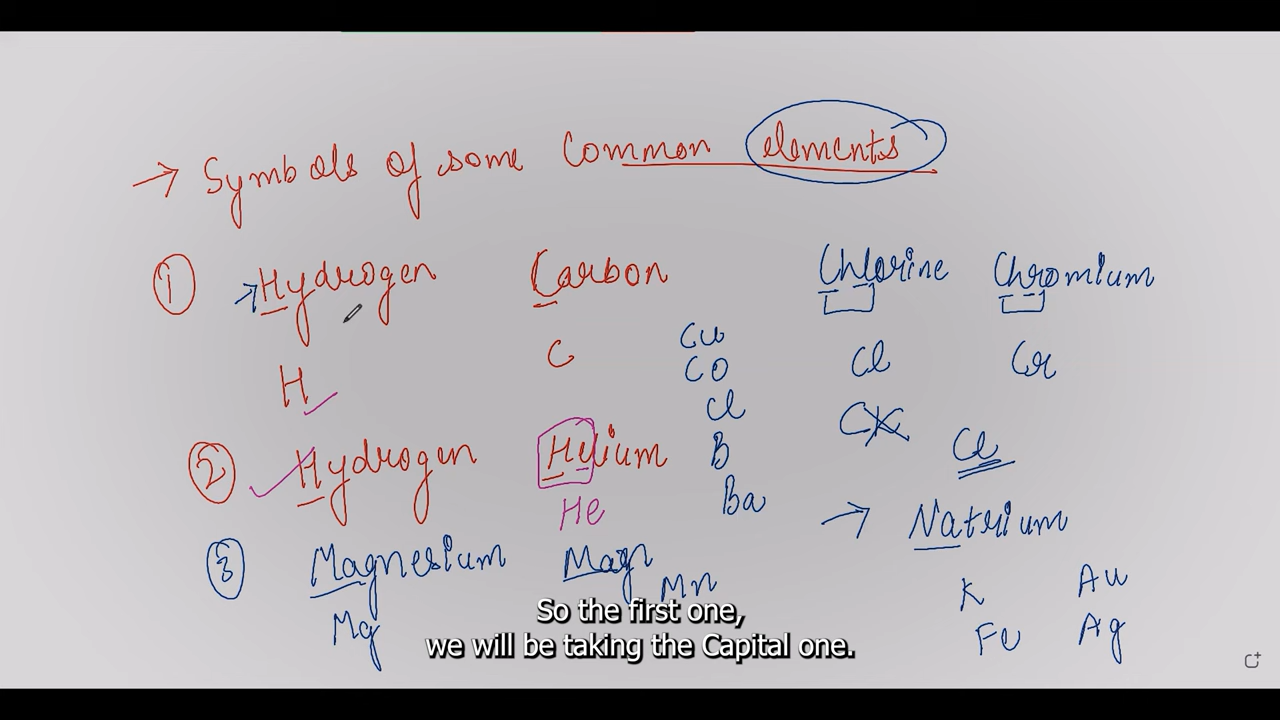 → Symbols of some Common elements
① → Hydrogen Carbon Chlorine Chromium
H C Cu Cl Cr
CO
Cl
② Hydrogen Helium B Cl
He Ba → Natrium
③ Magnesium Magn
Mg Mn K Au
Fe Ag
So the first one,
we will be taking the Capital one.